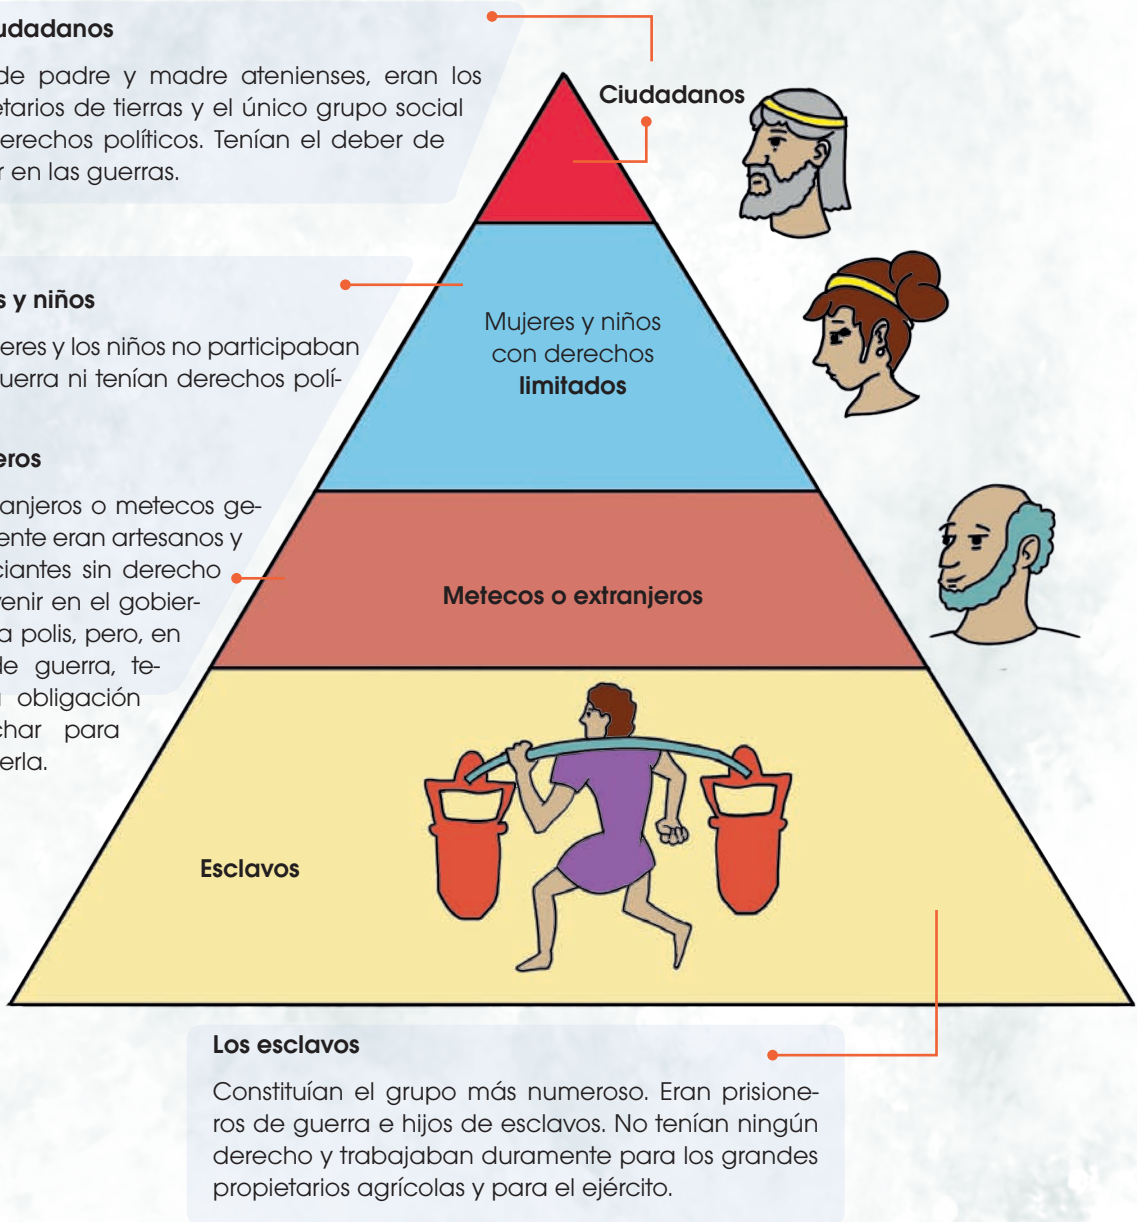 udadanos
de padre y madre atenienses, eran los
etarios de tierras y el único grupo social
erechos políticos. Tenían el deber de
r en las guerras.
Ciudadanos
s y niños
eres y los niños no participaban
uerra ni tenían derechos polí-
Mujeres y niños
con derechos
limitados
eros
anjeros o metecos ge-
ente eran artesanos y
ciantes sin derecho
venir en el gobier-
a polis, pero, en
de guerra, te-
obligación
char para
erla.
Metecos o extranjeros
Esclavos
Los esclavos
Constituían el grupo más numeroso. Eran prisione-
ros de guerra e hijos de esclavos. No tenían ningún
derecho y trabajaban duramente para los grandes
propietarios agrícolas y para el ejército.